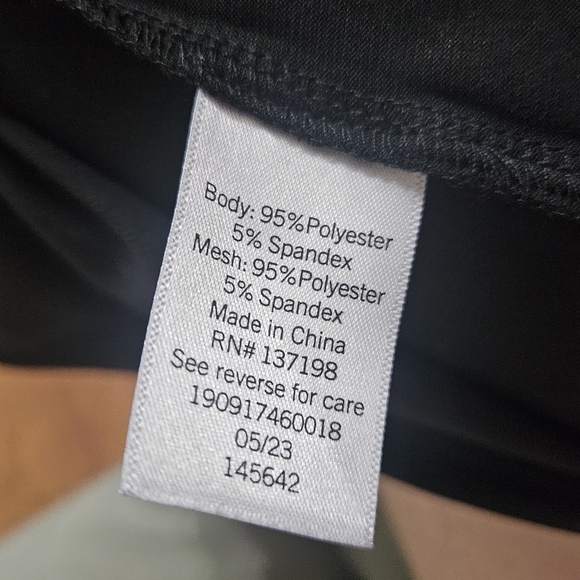 Body: 95%Polyester
5% Spandex
Mesh: 95%Polyester
5% Spandex
Made in China
RN# 137198
See reverse for care
190917460018
05/23
145642